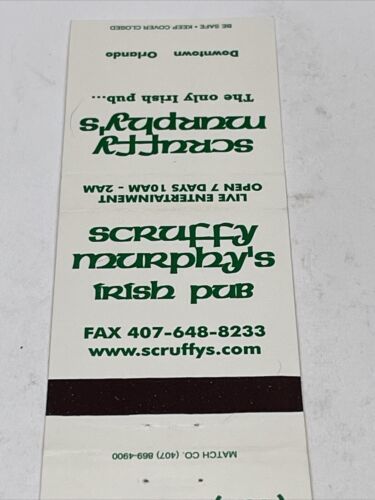 BE SAFE • KEEP COVER CLOSED
Downtown Orlando
The only Irish pub...
scruffy
murphy's
LIVE ENTERTAINMENT
OPEN 7 DAYS 10AM - 2AM
scruffy
murphy's
irish pub
FAX 407-648-8233
www.scruffys.com
MATCH CO. (407) 869-4900